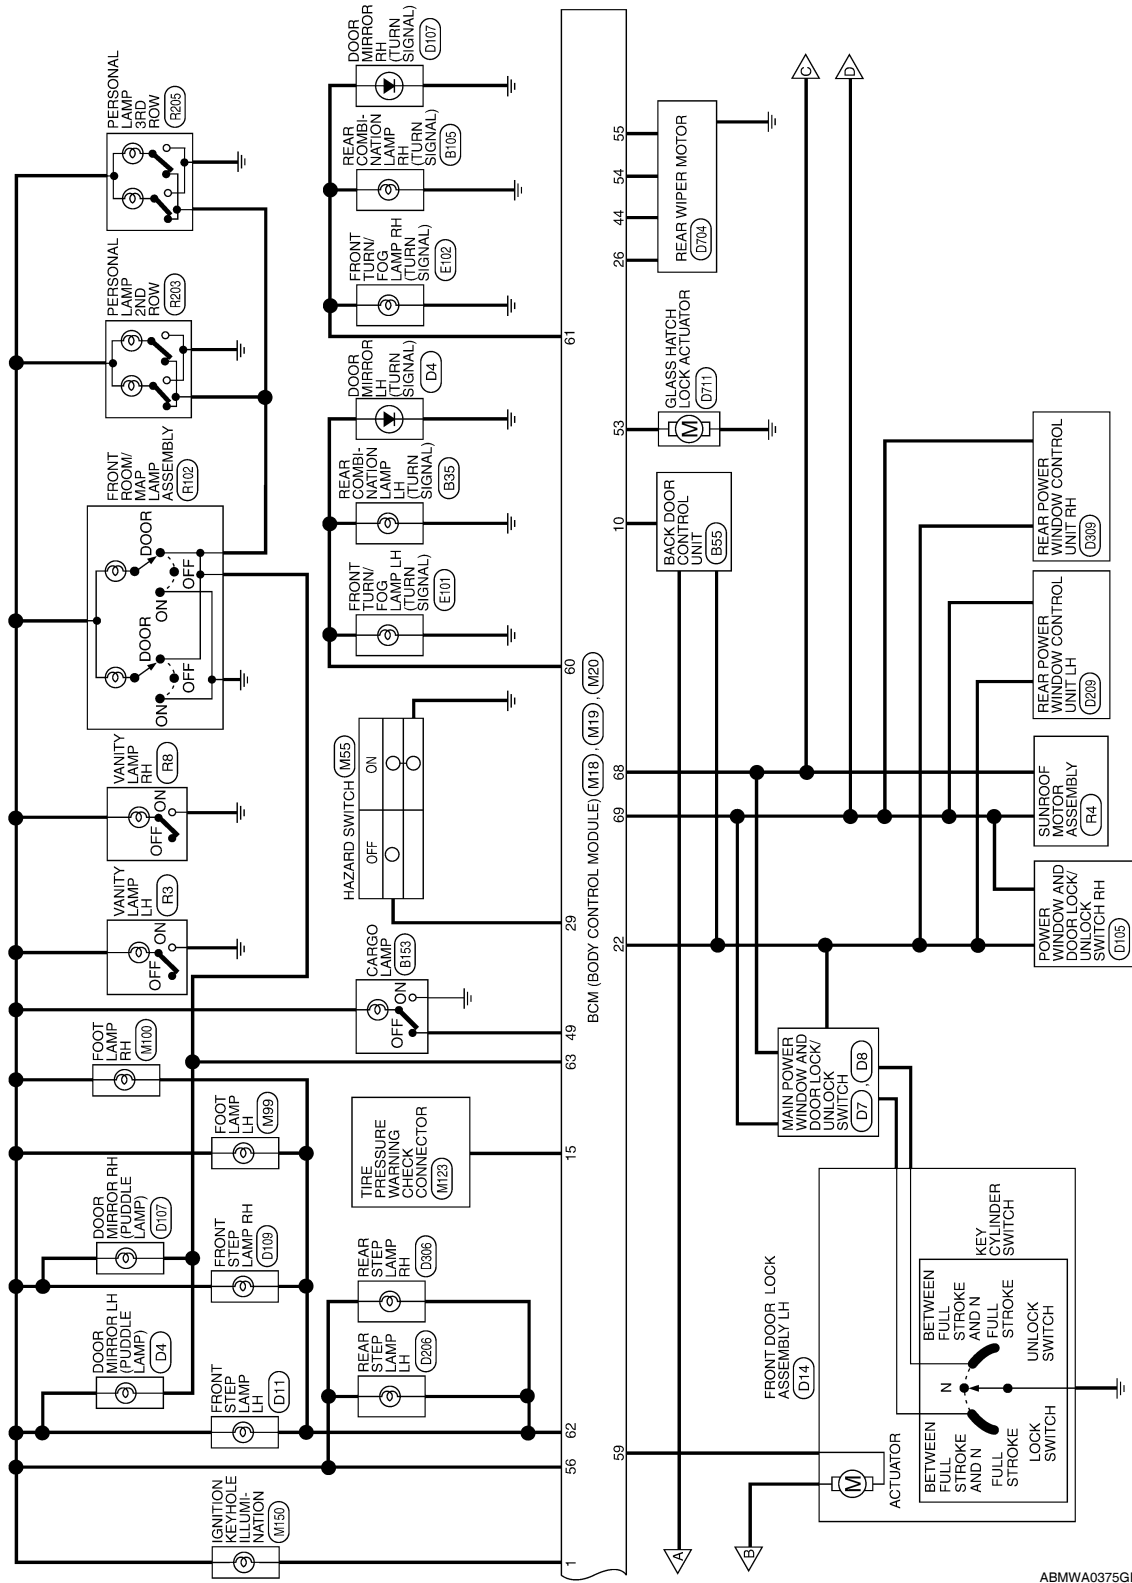 IGNITION
KEYHOLE
ILLUMI-
NATION
M150
DOOR
MIRROR LH
(PUDDLE
LAMP)
D4
DOOR
MIRROR RH
(PUDDLE
LAMP)
D107
FOOT
LAMP
RH
M100
VANITY
LAMP
LH
R3
OFF
ON
VANITY
LAMP
RH
R8
OFF
ON
FRONT
ROOM/
MAP
LAMP
ASSEMBLY
R102
ON
OFF
DOOR
ON
OFF
DOOR
PERSONAL
LAMP
2ND
ROW
R203
PERSONAL
LAMP
3RD
ROW
R205
FRONT
STEP
LAMP
LH
D11
FRONT
STEP
LAMP RH
D109
FOOT
LAMP
LH
M99
REAR
STEP
LAMP
LH
D206
REAR
STEP
LAMP
RH
D306
TIRE
PRESSURE
WARNING
CHECK
CONNECTOR
M123
CARGO
LAMP
B153
OFF
ON
HAZARD SWITCH M55
OFF
ON
FRONT
TURN/
FOG
LAMP LH
(TURN
SIGNAL)
E101
REAR
COMBI-
NATION
LAMP
LH
(TURN
SIGNAL)
B35
DOOR
MIRROR
LH
(TURN
SIGNAL)
D4
FRONT
TURN/
FOG
LAMP RH
(TURN
SIGNAL)
E102
REAR
COMBI-
NATION
LAMP
RH
(TURN
SIGNAL)
B105
DOOR
MIRROR
RH
(TURN
SIGNAL)
D107
1
56
62
15
63
49
29
60
61
BCM (BODY CONTROL MODULE) M18 , M19 , M20
59
22
69
68
10
53
26
44
54
55
A
B
BACK DOOR
CONTROL
UNIT
B55
GLASS HATCH
LOCK ACTUATOR
D711
M
REAR WIPER MOTOR
D704
C
D
FRONT DOOR LOCK
ASSEMBLY LH
D14
M
ACTUATOR
KEY
CYLINDER
SWITCH
BETWEEN
FULL
STROKE
AND N
FULL
STROKE
LOCK
SWITCH
N
BETWEEN
FULL
STROKE
AND N
FULL
STROKE
UNLOCK
SWITCH
MAIN POWER
WINDOW AND
DOOR LOCK/
UNLOCK
SWITCH
D7 , D8
POWER
WINDOW AND
DOOR LOCK/
UNLOCK
SWITCH RH
D105
SUNROOF
MOTOR
ASSEMBLY
R4
REAR POWER
WINDOW CONTROL
UNIT LH
D209
REAR POWER
WINDOW CONTROL
UNIT RH
D309